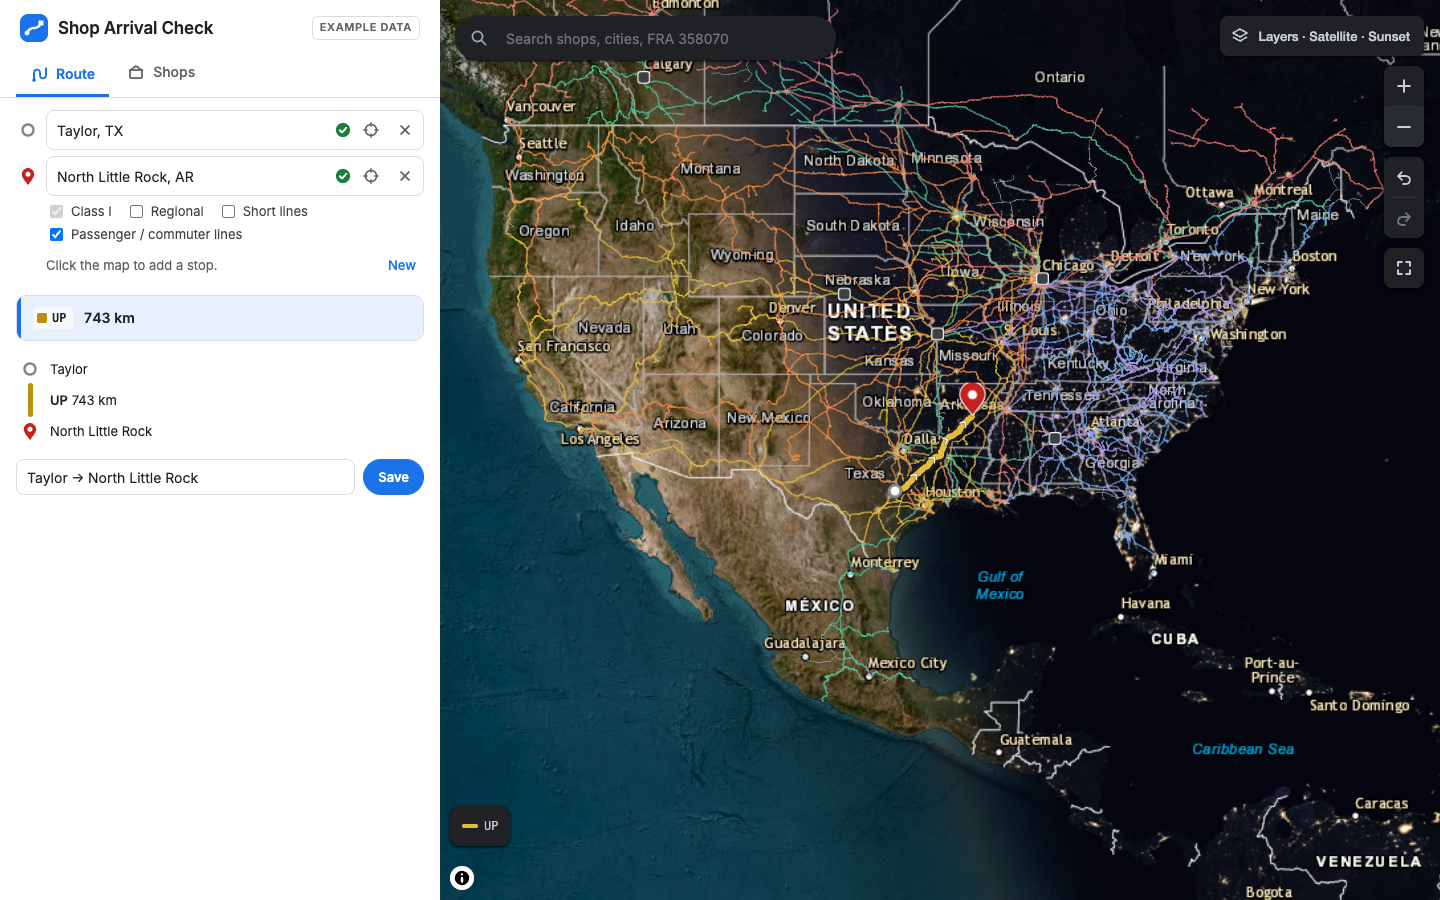 Shop Arrival Check
EXAMPLE DATA
Route
Shops
Taylor, TX
North Little Rock, AR
Class I
Regional
Short lines
Passenger / commuter lines
Click the map to add a stop.
New
UP
743 km
Taylor
UP 743 km
North Little Rock
Taylor → North Little Rock
Save
Search shops, cities, FRA 358070
Layers · Satellite · Sunset
Edmonton
Calgary
Ontario
Vancouver
Seattle
Washington
Montana
North Dakota
Minnesota
Ottawa
Montréal
Maine
Oregon
Idaho
South Dakota
Wisconsin
Toronto
Wyoming
Iowa
Chicago
Detroit
New York
Boston
Nebraska
New York
Denver
UNITED
STATES
Illinois
Ohio
Philadelphia
Nevada
Utah
Colorado
St. Louis
Washington
San Francisco
Kansas
Missouri
Kentucky
Virginia
California
Arizona
New Mexico
Oklahoma
Arkansas
Tennessee
North
Carolina
Los Angeles
Dallas
Atlanta
Texas
Houston
Georgia
Monterrey
Gulf of
Mexico
Miami
MÉXICO
Havana
CUBA
Guadalajara
Mexico City
Port-au-
Prince
Santo Domingo
Guatemala
Caribbean Sea
Caracas
UP
VENEZUELA
Bogota